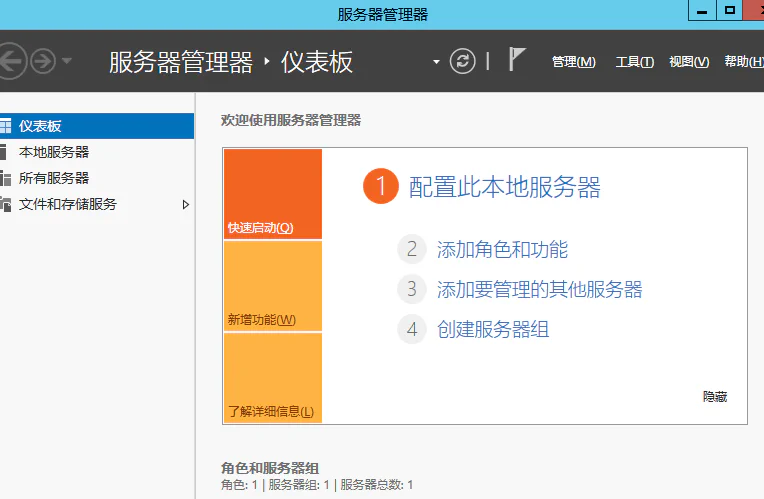 服务器管理器
服务器管理器 ‣ 仪表板
管理(M) 工具(T) 视图(V) 帮助(H)
仪表板
本地服务器
所有服务器
文件和存储服务
欢迎使用服务器管理器
快速启动(Q)
新增功能(W)
了解详细信息(L)
1 配置此本地服务器
2 添加角色和功能
3 添加要管理的其他服务器
4 创建服务器组
隐藏
角色和服务器组
角色: 1 | 服务器组: 1 | 服务器总数: 1